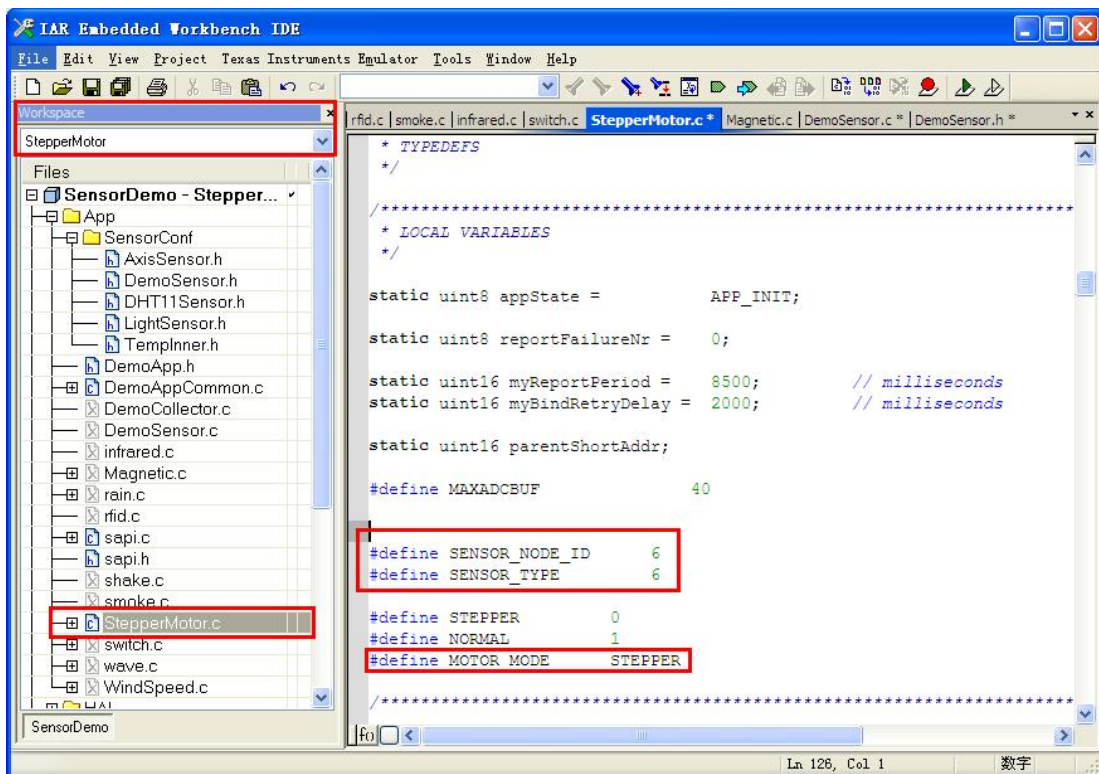 IAR Embedded Workbench IDE
File Edit View Project Texas Instruments Emulator Tools Window Help
Workspace
StepperMotor
Files
SensorDemo - Stepper...
App
SensorConf
AxisSensor.h
DemoSensor.h
DHT11Sensor.h
LightSensor.h
TempInner.h
DemoApp.h
DemoAppCommon.c
DemoCollector.c
DemoSensor.c
infrared.c
Magnetic.c
rain.c
rfid.c
sapi.c
sapi.h
shake.c
smoke.c
StepperMotor.c
switch.c
wave.c
WindSpeed.c
HAL
SensorDemo
rfid.c | smoke.c | infrared.c | switch.c StepperMotor.c * Magnetic.c | DemoSensor.c * | DemoSensor.h *
* TYPEDEFS
*/
/*************************************************************************
* LOCAL VARIABLES
*/
static uint8 appState = APP_INIT;
static uint8 reportFailureNr = 0;
static uint16 myReportPeriod = 8500; // milliseconds
static uint16 myBindRetryDelay = 2000; // milliseconds
static uint16 parentShortAddr;
#define MAXADCBUF 40
#define SENSOR_NODE_ID 6
#define SENSOR_TYPE 6
#define STEPPER 0
#define NORMAL 1
#define MOTOR_MODE STEPPER
/*************************************************************************
fo
Ln 126, Col 1 数字